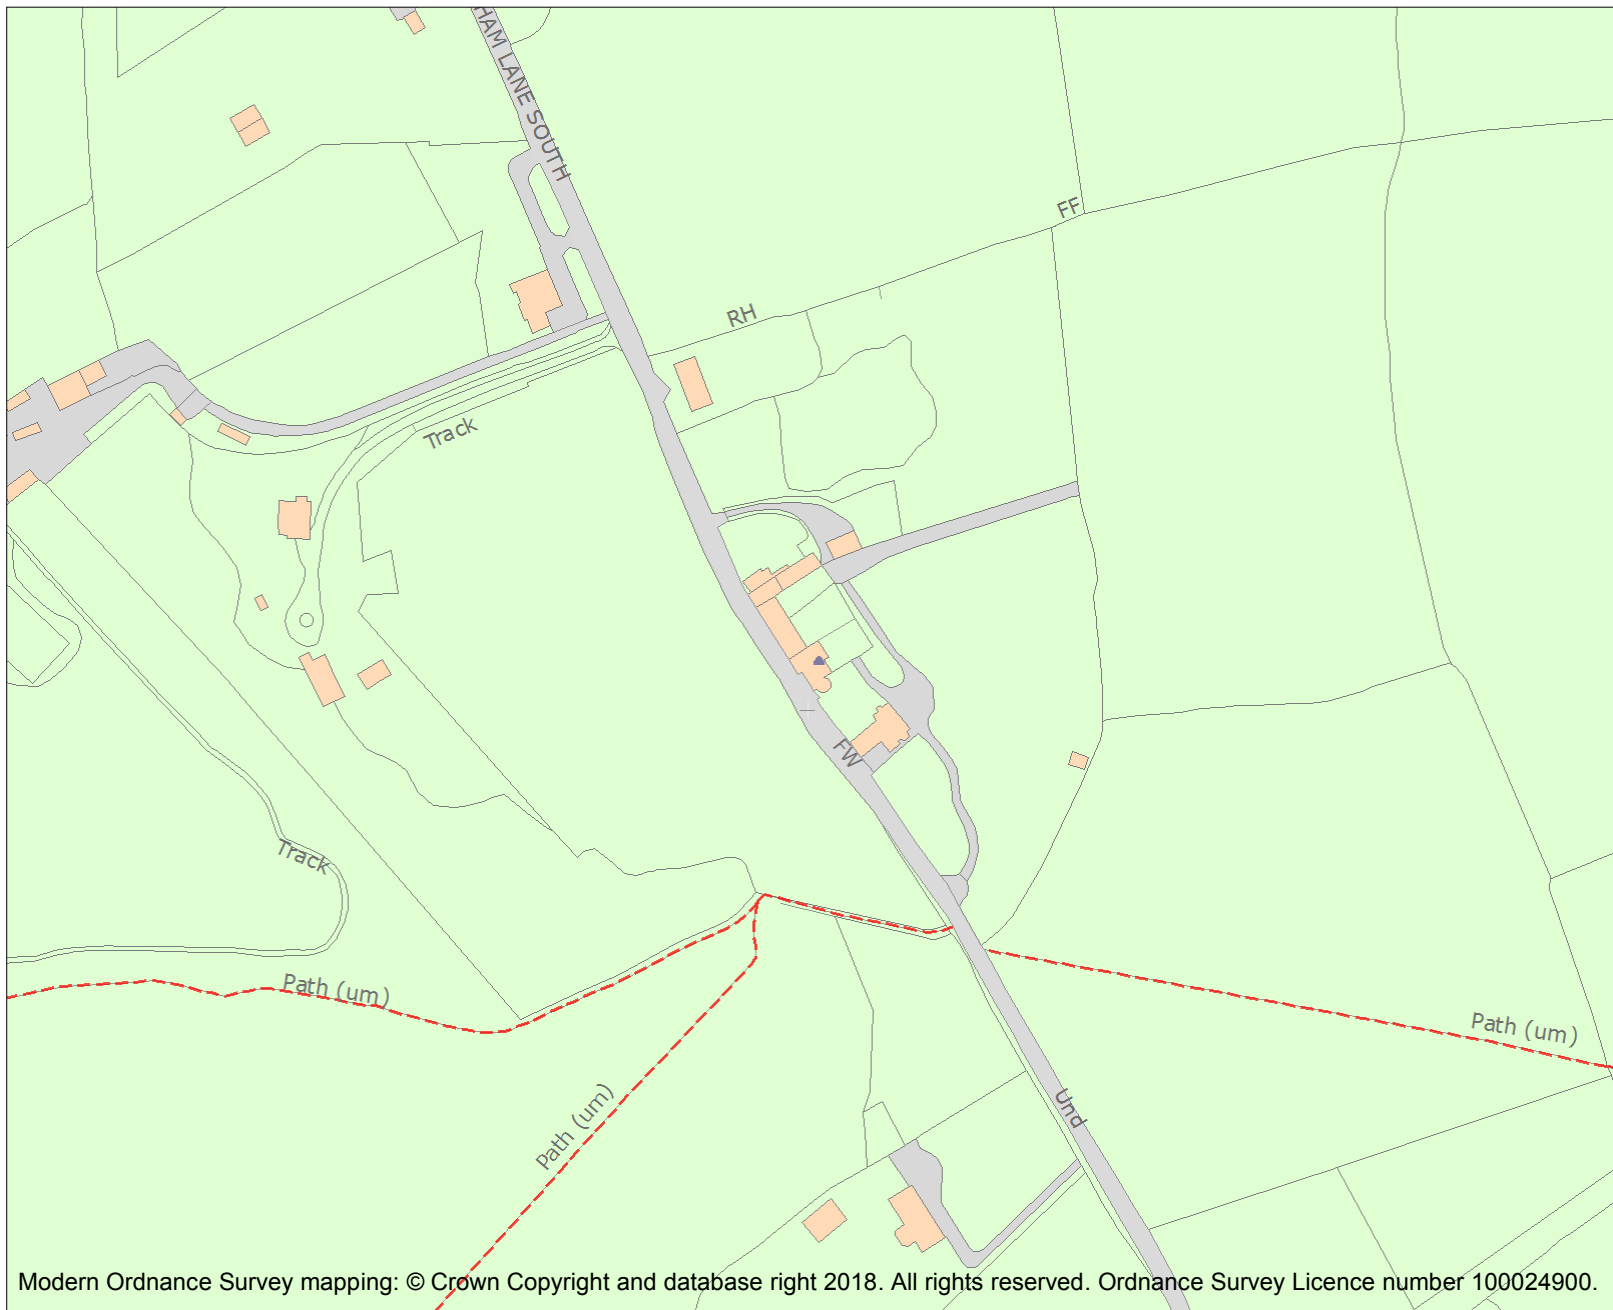 HAM LANE SOUTH
FF
RH
Track
FW
Track
Path (um)
Path (um)
Path (um)
Und
Modern Ordnance Survey mapping: © Crown Copyright and database right 2018. All rights reserved. Ordnance Survey Licence number 100024900.